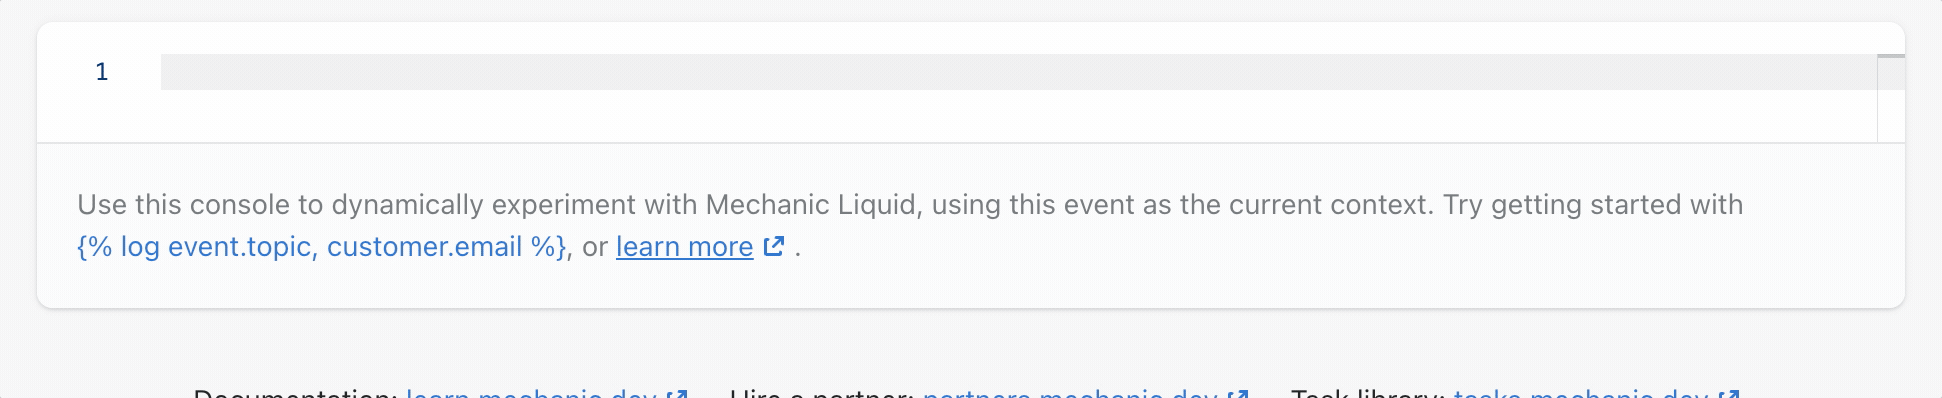 1
Use this console to dynamically experiment with Mechanic Liquid, using this event as the current context. Try getting started with
{% log event.topic, customer.email %}, or learn more .
Documentation: learn.mechanic.dev Hire a partner: partners.mechanic.dev Task library: tasks.mechanic.dev